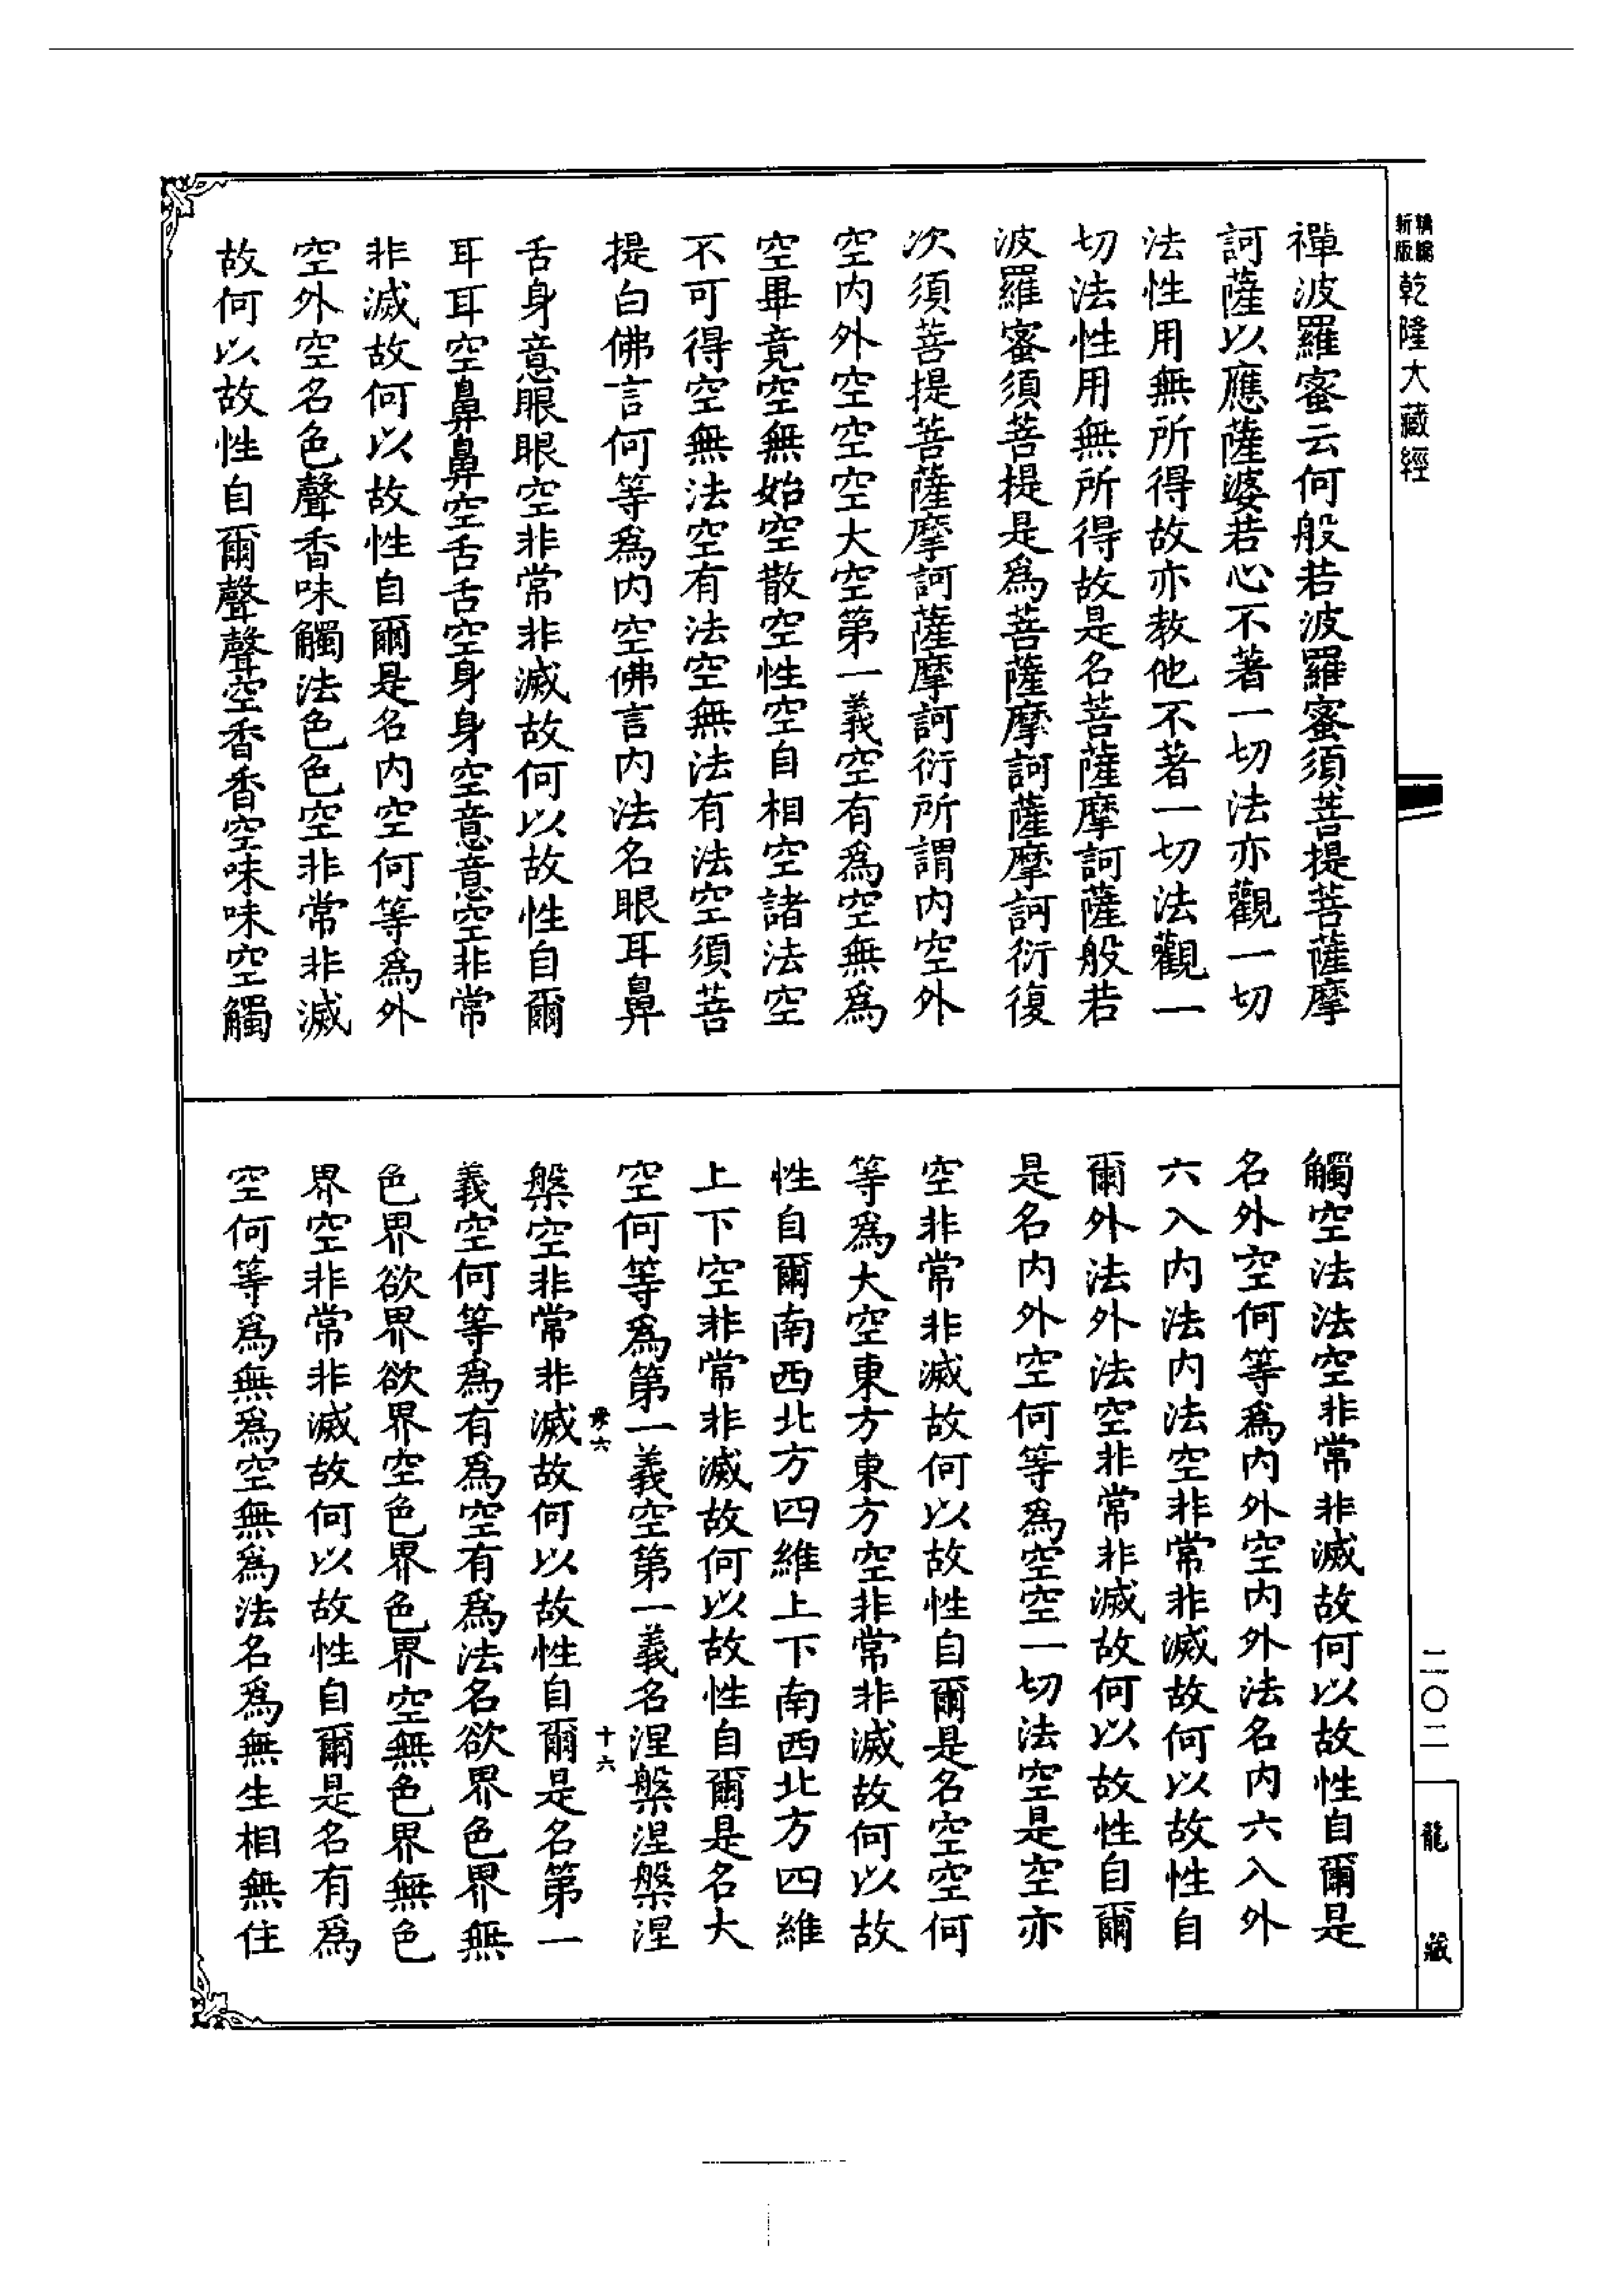 新版精編乾隆大藏經
禪波羅蜜云何般若波羅蜜須菩提菩薩摩
訶薩以應薩婆若心不著一切法亦觀一切
法性用無所得故亦教他不著一切法觀一
切法性用無所得故是名菩薩摩訶薩般若
波羅蜜須菩提是為菩薩摩訶薩摩訶衍復
次須菩提菩薩摩訶薩摩訶衍所謂內空外
空內外空空空大空第一義空有為空無為
空畢竟空無始空散空性空自相空諸法空
不可得空無法空有法空無法有法空須菩
提白佛言何等為內空佛言內法名眼耳鼻
舌身意眼眼空非常非滅故何以故性自爾
耳耳空鼻鼻空舌舌空身身空意意空非常
非滅故何以故性自爾是名內空何等為外
空外空名色聲香味觸法色色空非常非滅
故何以故性自爾聲聲空香香空味味空觸
觸空法法空非常非滅故何以故性自爾是
名外空何等為內外空內外法名內六入外
六入內法內法空非常非滅故何以故性自
爾外法外法空非常非滅故何以故性自爾
是名內外空何等為空空一切法空是空亦
空非常非滅故何以故性自爾是名空空何
等為大空東方東方空非常非滅故何以故
性自爾南西北方四維上下南西北方四維
上下空非常非滅故何以故性自爾是名大
空何等為第一義空第一義名涅槃涅槃涅
六 十六
槃空非常非滅故何以故性自爾是名第一
義空何等為有為空有為法名欲界色界無
色界欲界欲界空色界色界空無色界無色
界空非常非滅故何以故性自爾是名有為
空何等為無為空無為法名為無生相無住
二〇二
龍藏